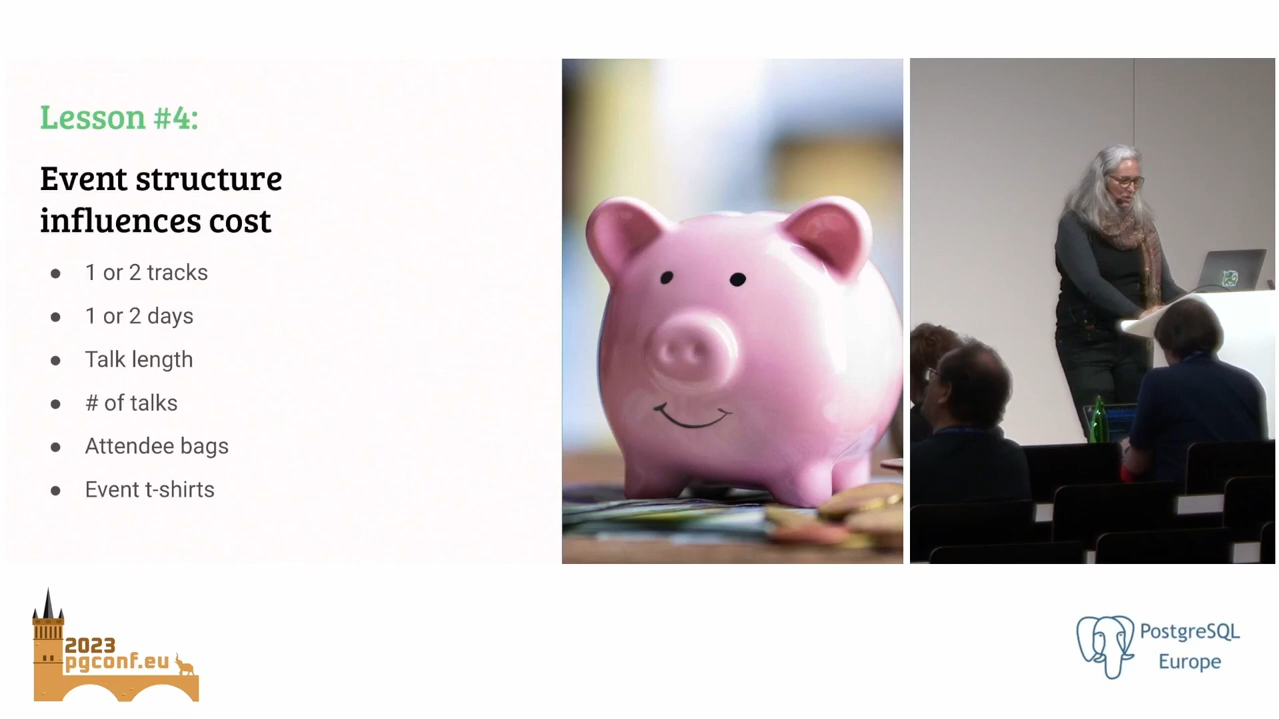 Lesson #4:
Event structure
influences cost
● 1 or 2 tracks
● 1 or 2 days
● Talk length
● # of talks
● Attendee bags
● Event t-shirts
2023
pgconf.eu
PostgreSQL
Europe